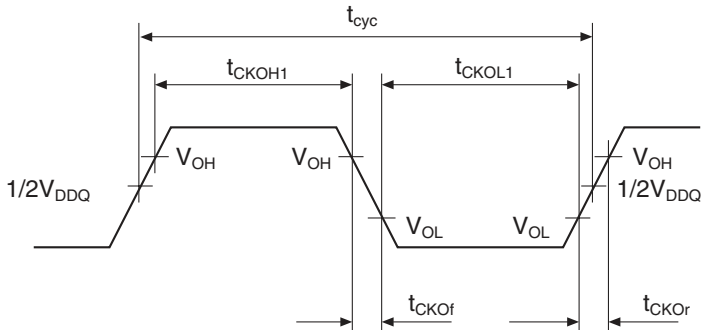 tcyc
tCKOH1 tCKOL1
VOH VOH VOH
1/2VDDQ 1/2VDDQ
VOL VOL
tCKOf tCKOr